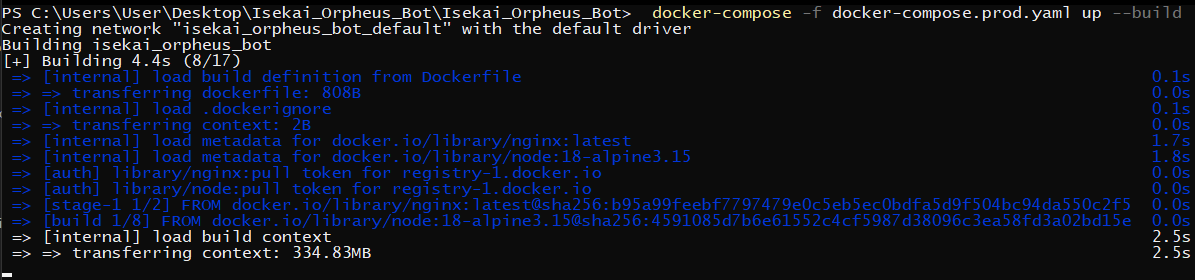 PS C:\Users\User\Desktop\Isekai_Orpheus_Bot\Isekai_Orpheus_Bot> docker-compose -f docker-compose.prod.yaml up --build
Creating network "isekai_orpheus_bot_default" with the default driver
Building isekai_orpheus_bot
[+] Building 4.4s (8/17)
=> [internal] load build definition from Dockerfile 0.1s
=> => transferring dockerfile: 808B 0.0s
=> [internal] load .dockerignore 0.1s
=> => transferring context: 2B 0.0s
=> [internal] load metadata for docker.io/library/nginx:latest 1.7s
=> [internal] load metadata for docker.io/library/node:18-alpine3.15 1.8s
=> [auth] library/nginx:pull token for registry-1.docker.io 0.0s
=> [auth] library/node:pull token for registry-1.docker.io 0.0s
=> [stage-1 1/2] FROM docker.io/library/nginx:latest@sha256:b95a99feebf7797479e0c5eb5ec0bdfa5d9f504bc94da550c2f5 0.0s
=> [build 1/8] FROM docker.io/library/node:18-alpine3.15@sha256:4591085d7b6e61552c4cf5987d38096c3ea58fd3a02bd15e 0.0s
=> [internal] load build context 2.5s
=> => transferring context: 334.83MB 2.5s